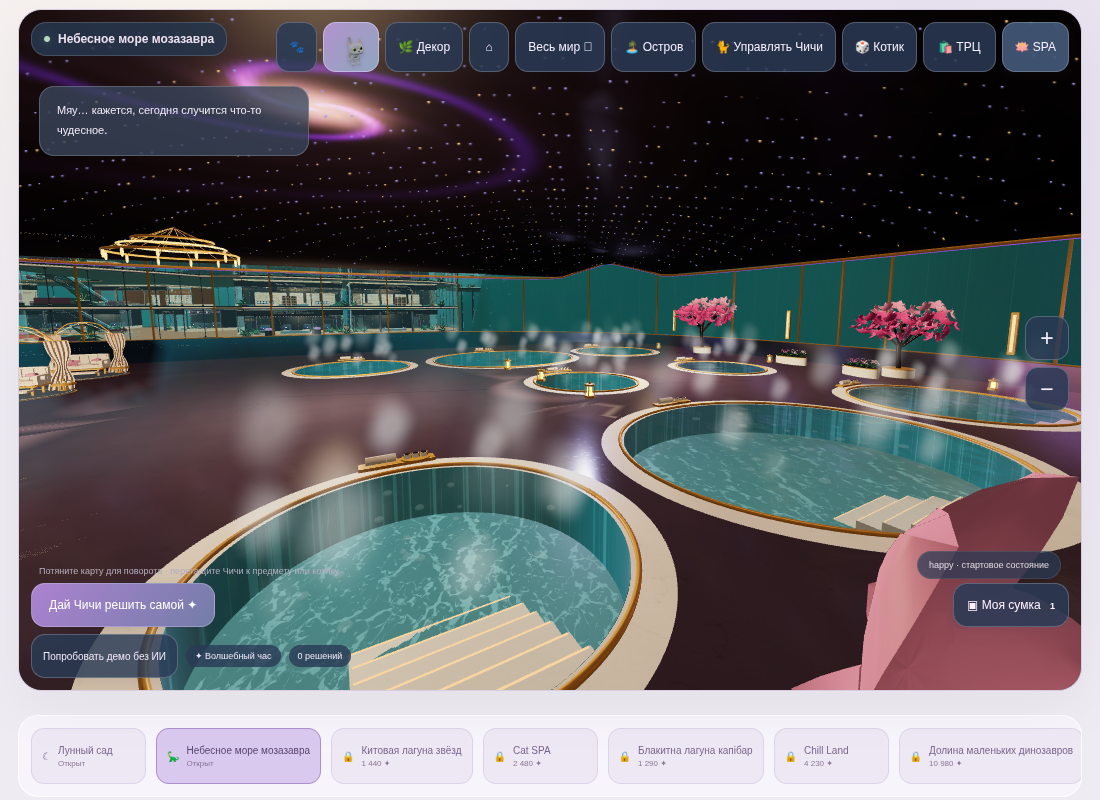 Небесное море мозазавра
Декор
Весь мир
Остров
Управлять Чичи
Котик
ТРЦ
SPA
Мяу… кажется, сегодня случится что-то
чудесное.
+
−
Потяните карту для поворота
happy · стартовое состояние
Дай Чичи решить самой ✦
Моя сумка 1
Попробовать демо без ИИ
✦ Волшебный час
0 решений
Лунный сад
Открыт
Небесное море мозазавра
Открыт
Китовая лагуна звёзд
1 440 ✦
Cat SPA
2 480 ✦
Блакитна лагуна капібар
1 290 ✦
Chill Land
4 230 ✦
Долина маленьких динозавров
10 980 ✦